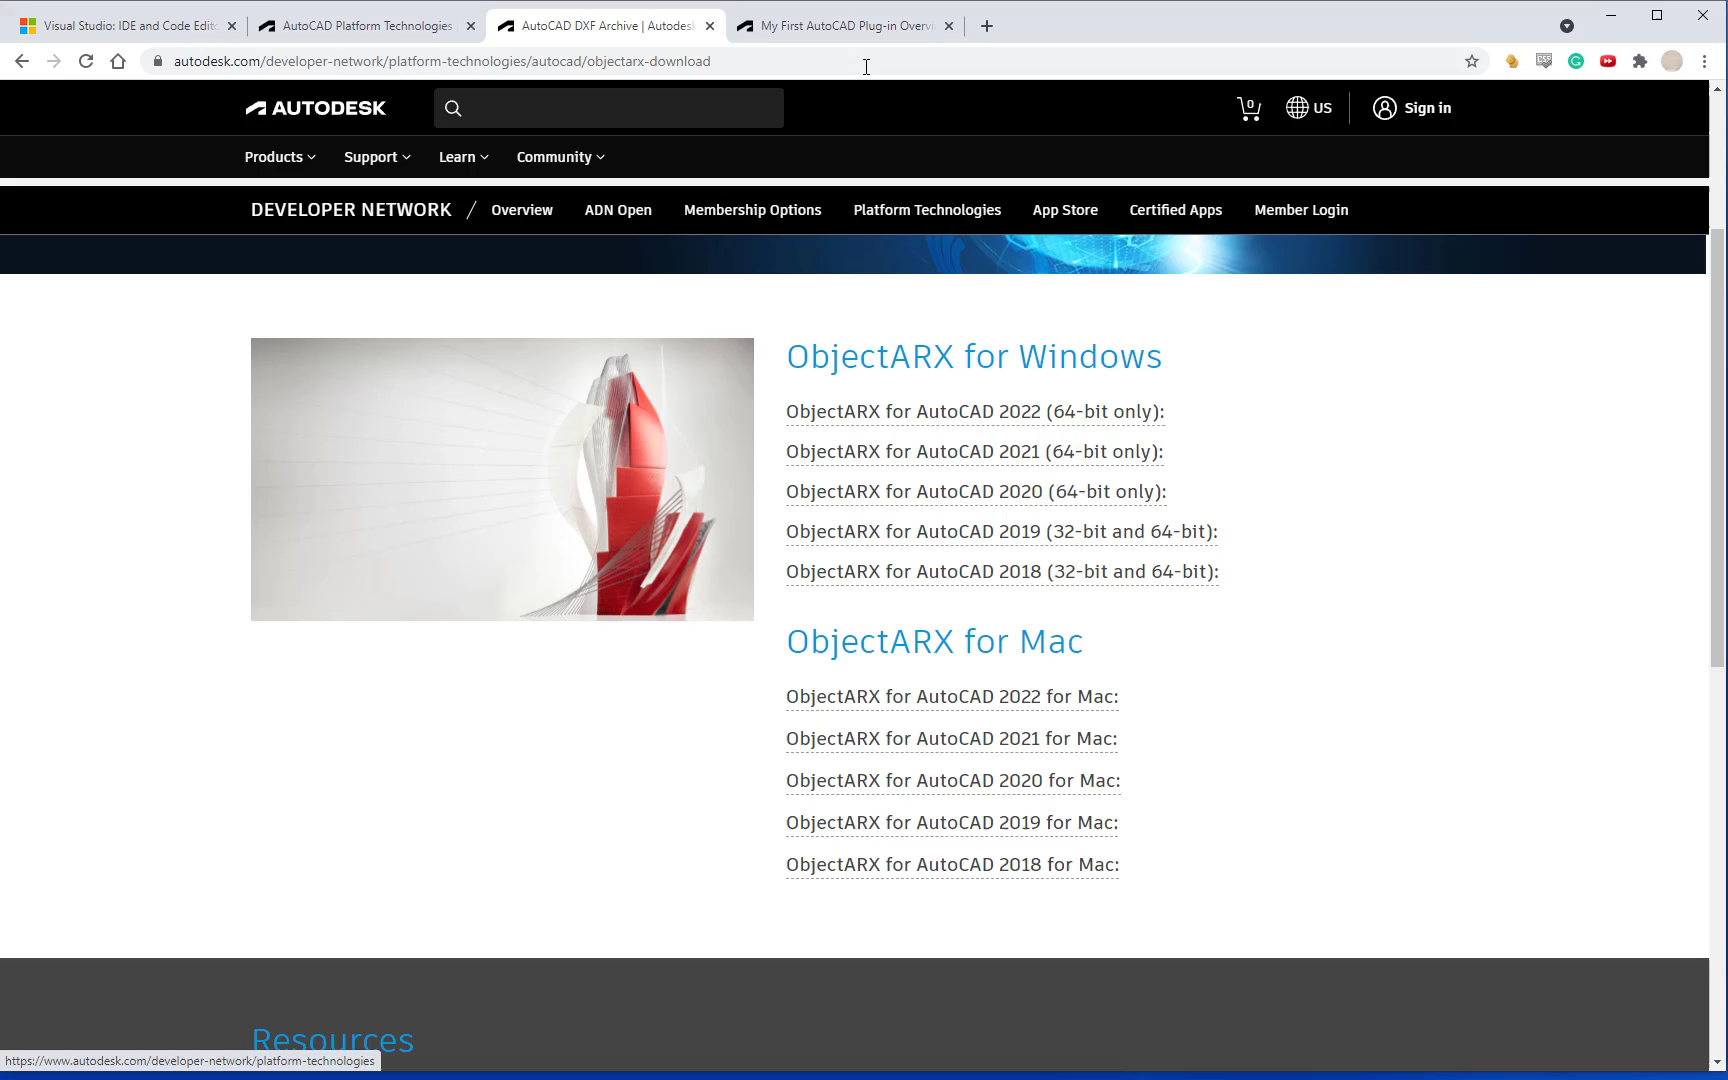 Visual Studio: IDE and Code Edito
AutoCAD Platform Technologies
AutoCAD DXF Archive | Autodesk
My First AutoCAD Plug-in Overvi
autodesk.com/developer-network/platform-technologies/autocad/objectarx-download
AUTODESK
0
US
Sign in
Products
Support
Learn
Community
DEVELOPER NETWORK / Overview ADN Open Membership Options Platform Technologies App Store Certified Apps Member Login
ObjectARX for Windows
ObjectARX for AutoCAD 2022 (64-bit only):
ObjectARX for AutoCAD 2021 (64-bit only):
ObjectARX for AutoCAD 2020 (64-bit only):
ObjectARX for AutoCAD 2019 (32-bit and 64-bit):
ObjectARX for AutoCAD 2018 (32-bit and 64-bit):
ObjectARX for Mac
ObjectARX for AutoCAD 2022 for Mac:
ObjectARX for AutoCAD 2021 for Mac:
ObjectARX for AutoCAD 2020 for Mac:
ObjectARX for AutoCAD 2019 for Mac:
ObjectARX for AutoCAD 2018 for Mac:
Resources
https://www.autodesk.com/developer-network/platform-technologies